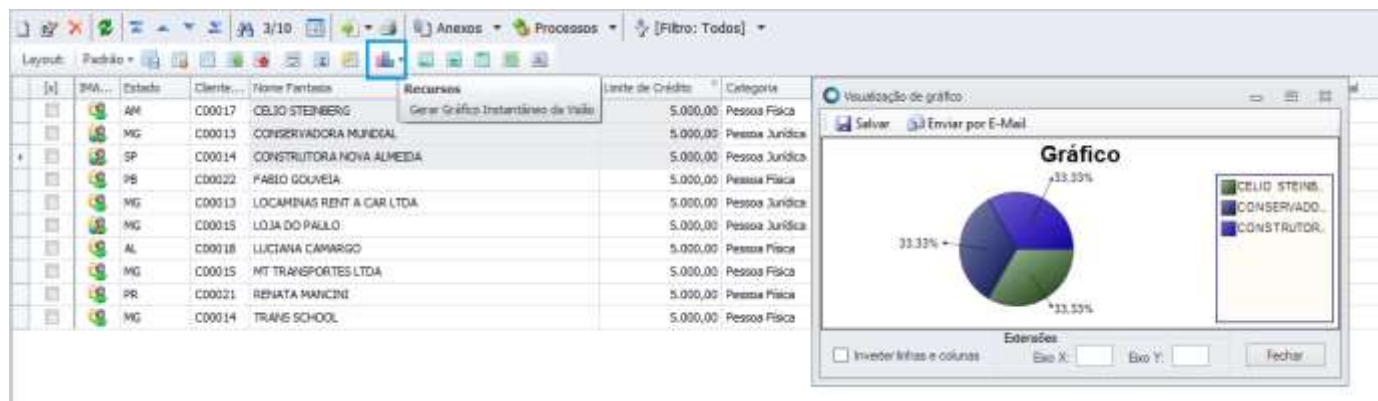 3/10 Anexos Processos [Filtro: Todos]
Layout: Padrão
[x] IMA... Estado Cliente... Nome Fantasia Limite de Crédito Categoria
Recursos
Gerar Gráfico Instantâneo da Visão
AM C00017 CELIO STEINBERG 5.000,00 Pessoa Física
MG C00013 CONSERVADORA MUNDIAL 5.000,00 Pessoa Jurídica
SP C00014 CONSTRUTORA NOVA ALMEIDA 5.000,00 Pessoa Jurídica
PB C00022 FABIO GOUVEIA 5.000,00 Pessoa Física
MG C00013 LOCAMINAS RENT A CAR LTDA 5.000,00 Pessoa Jurídica
MG C00015 LOJA DO PAULO 5.000,00 Pessoa Jurídica
AL C00018 LUCIANA CAMARGO 5.000,00 Pessoa Física
MG C00015 MT TRANSPORTES LTDA 5.000,00 Pessoa Física
PR C00021 RENATA MANCINI 5.000,00 Pessoa Física
MG C00014 TRANS SCHOOL 5.000,00 Pessoa Física
Visualização de gráfico
Salvar Enviar por E-Mail
Gráfico
33.33%
33.33%
33.33%
CELIO STEINB..
CONSERVADO..
CONSTRUTOR..
Extensões
Inverter linhas e colunas Eixo X: Eixo Y: Fechar